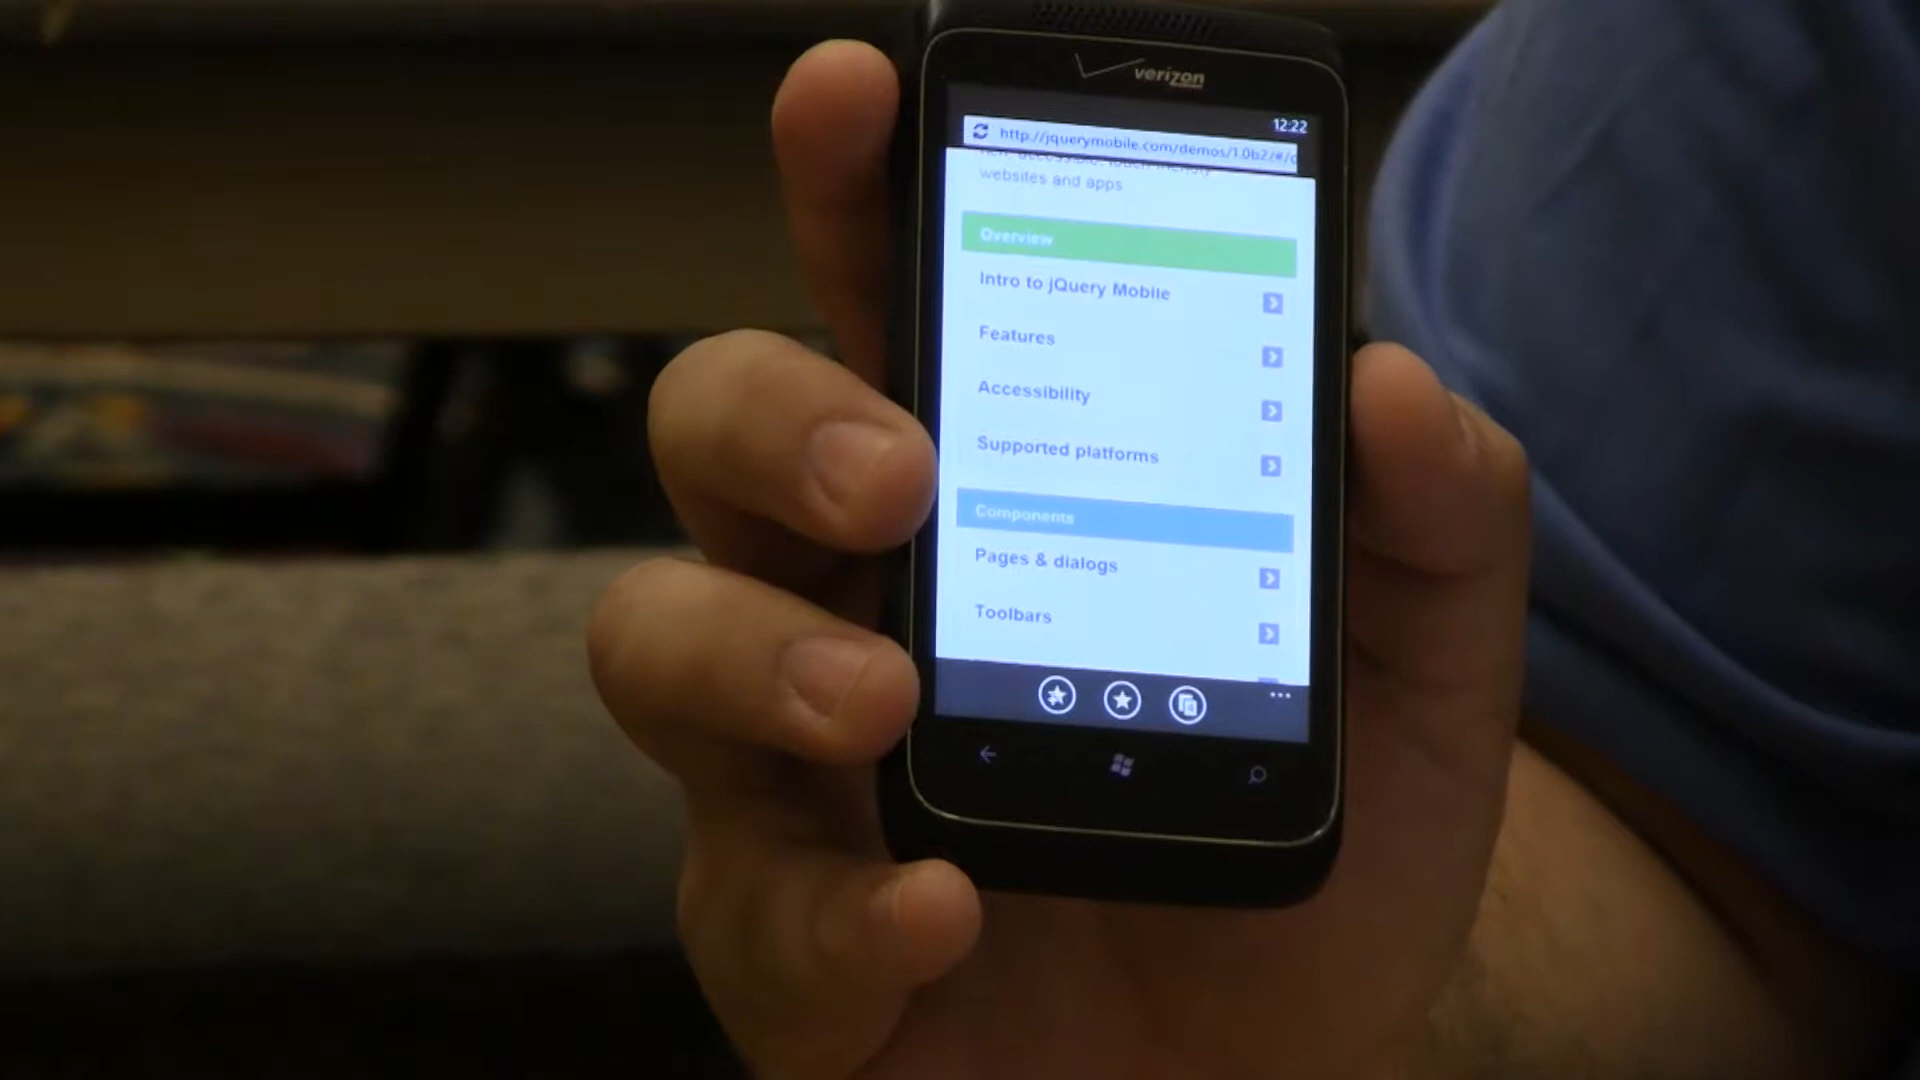 verizon
12:22
http://jquerymobile.com/demos/1.0b2/#/
websites and apps
Overview
Intro to jQuery Mobile
Features
Accessibility
Supported platforms
Components
Pages & dialogs
Toolbars